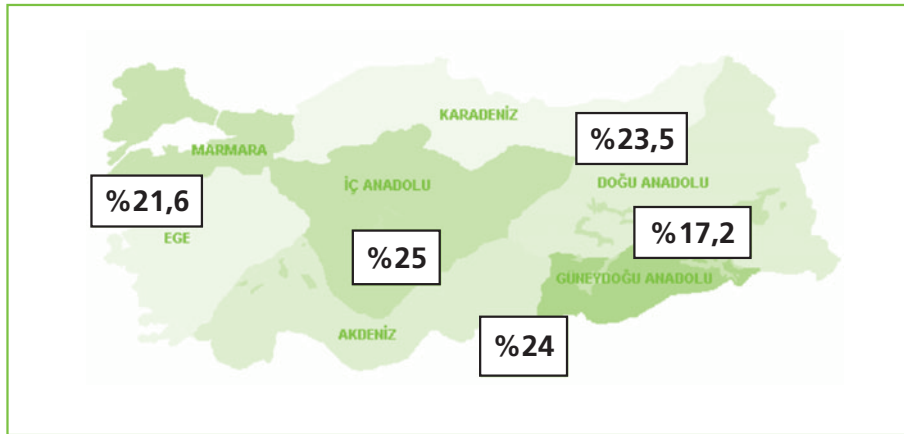 KARADENİZ
%23,5
MARMARA
İÇ ANADOLU
DOĞU ANADOLU
%21,6
%17,2
EGE
%25
GÜNEYDOĞU ANADOLU
AKDENİZ
%24